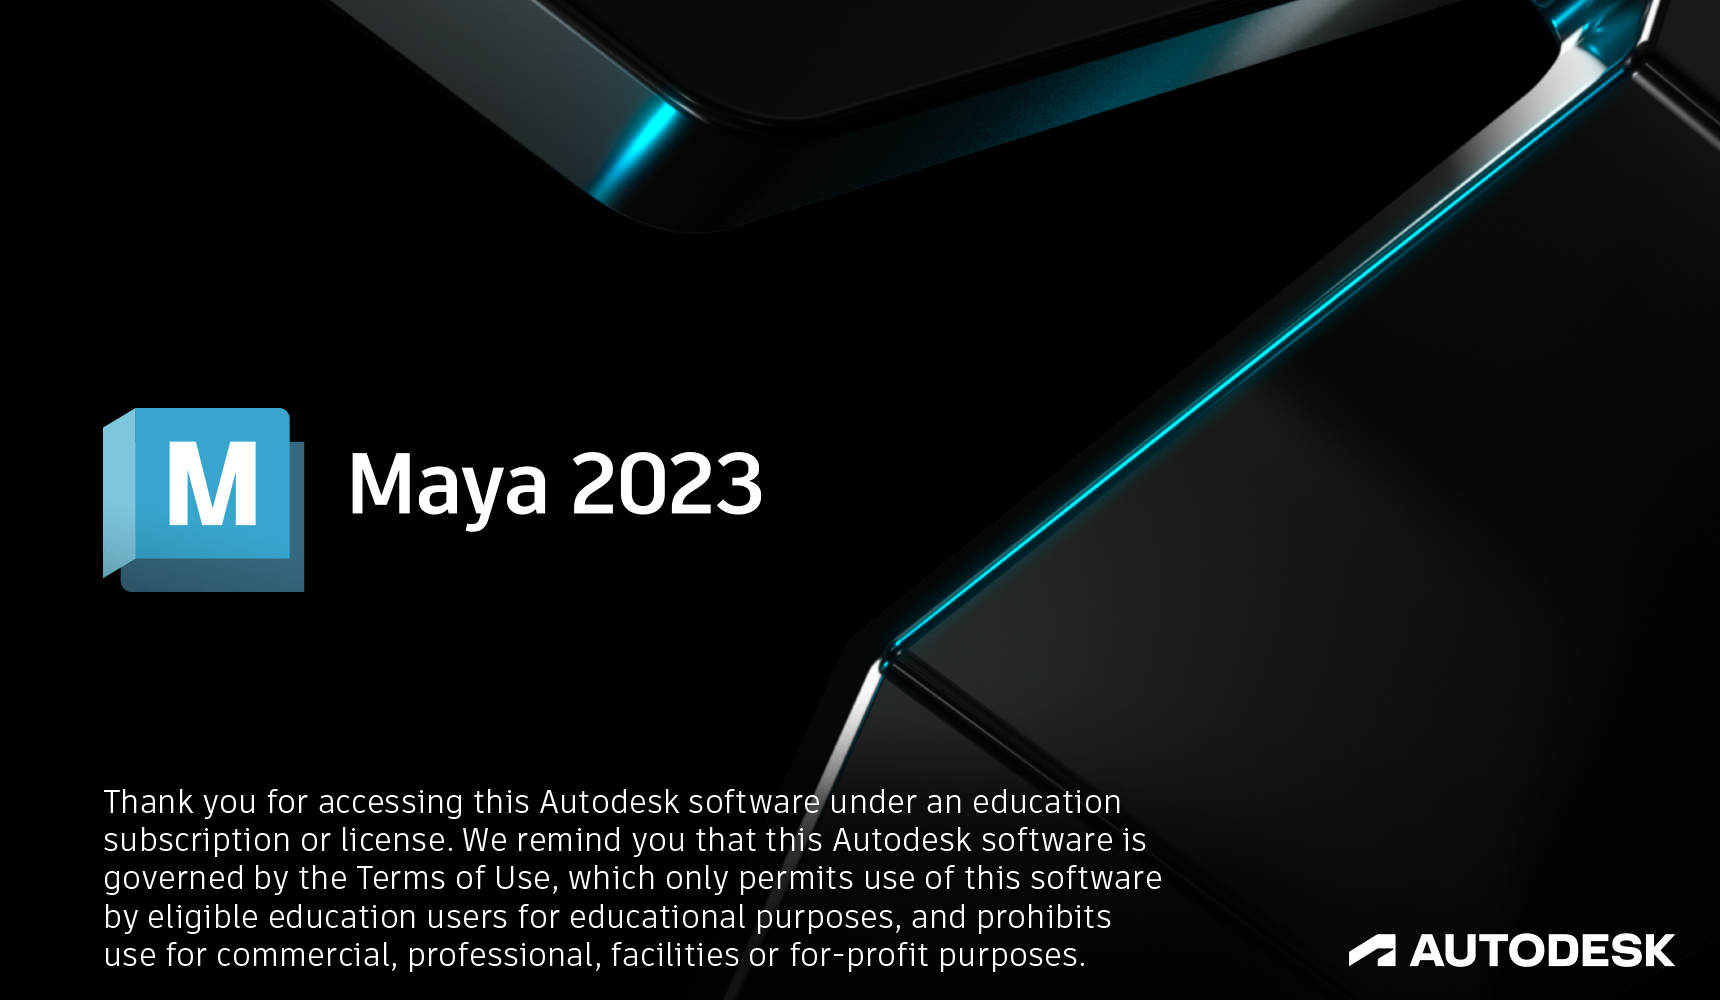 M
Maya 2023
Thank you for accessing this Autodesk software under an education
subscription or license. We remind you that this Autodesk software is
governed by the Terms of Use, which only permits use of this software
by eligible education users for educational purposes, and prohibits
use for commercial, professional, facilities or for-profit purposes.
AUTODESK